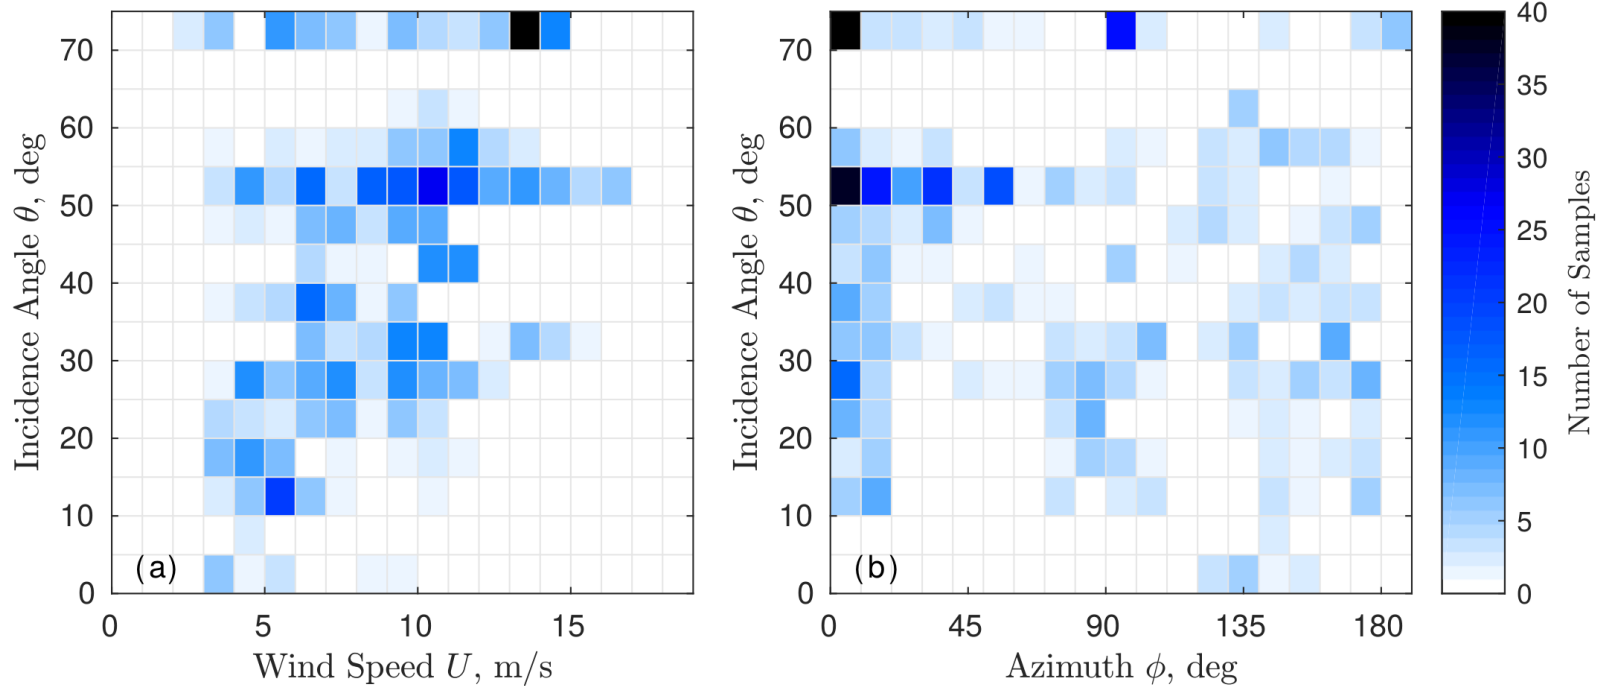 70
60
50
40
30
20
10
0
Incidence Angle θ, deg
(a)
0 5 10 15
Wind Speed U, m/s
70
60
50
40
30
20
10
0
Incidence Angle θ, deg
(b)
0 45 90 135 180
Azimuth ϕ, deg
40
35
30
25
20
15
10
5
0
Number of Samples